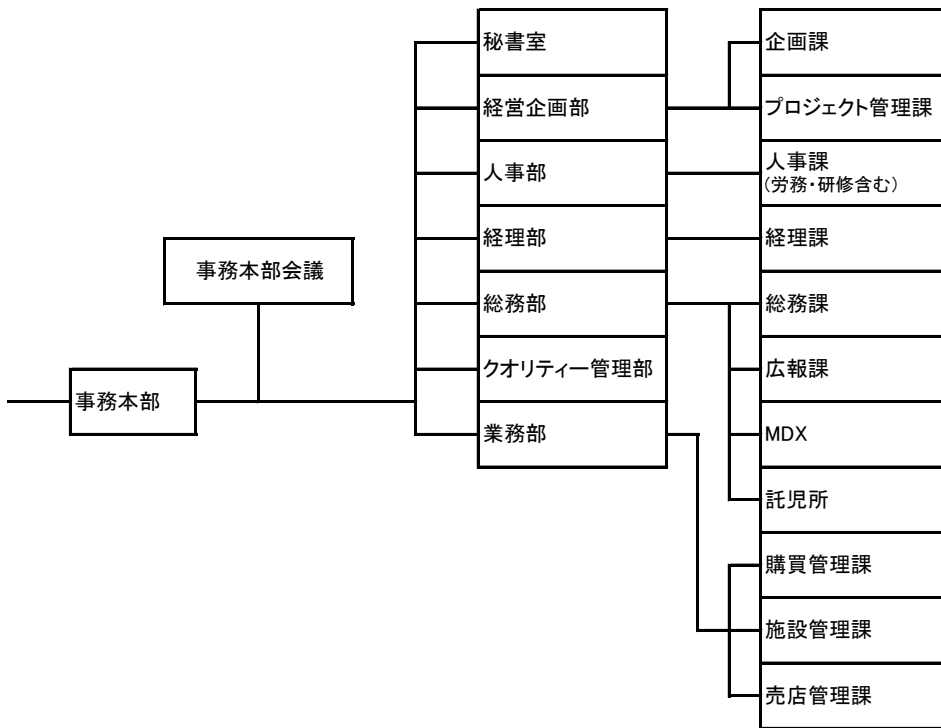 事務本部
事務本部会議
秘書室
経営企画部
人事部
経理部
総務部
クオリティー管理部
業務部
企画課
プロジェクト管理課
人事課
(労務・研修含む)
経理課
総務課
広報課
MDX
託児所
購買管理課
施設管理課
売店管理課